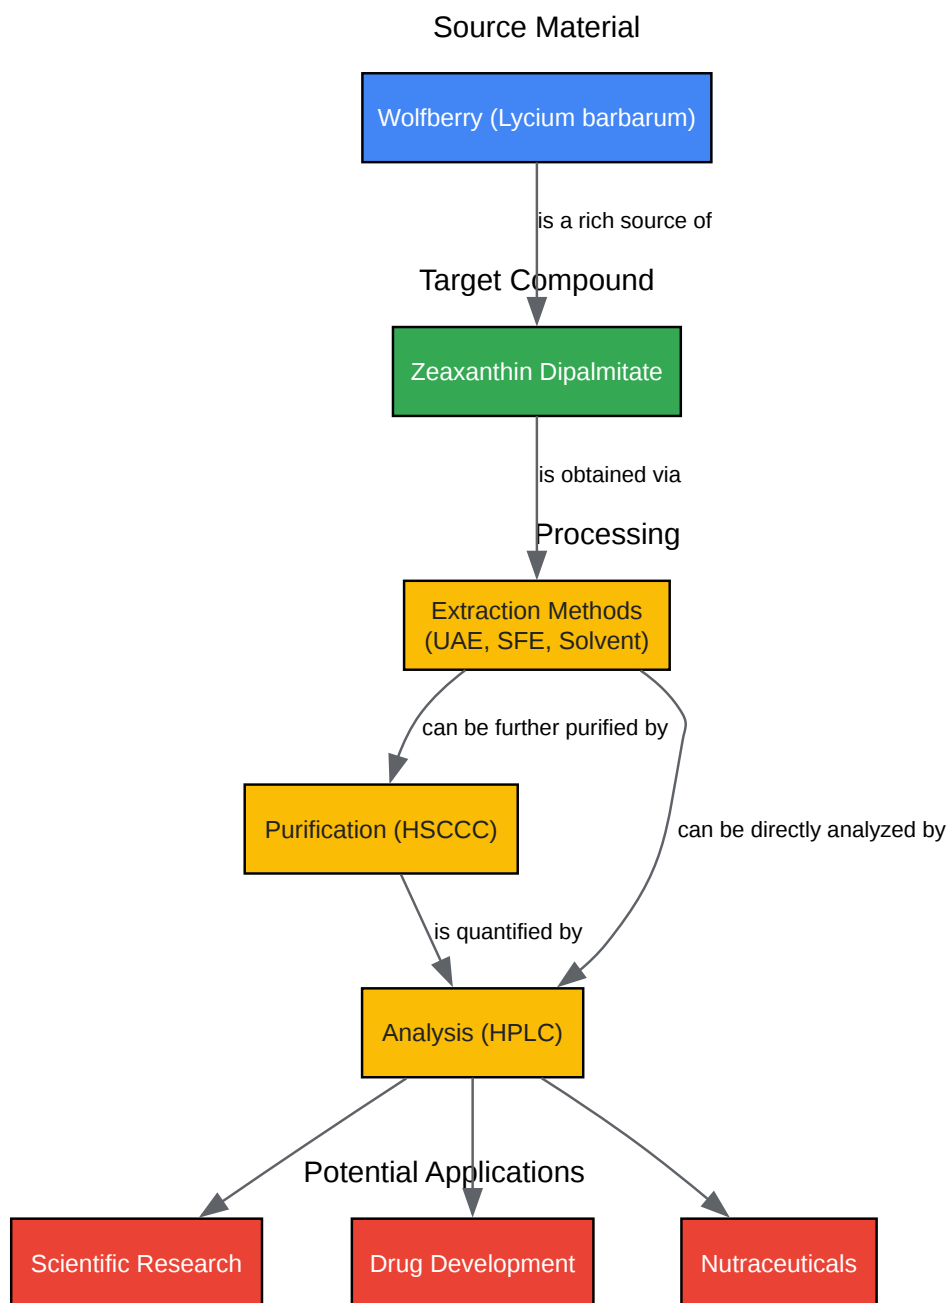 Source Material
Wolfberry (Lycium barbarum)
is a rich source of
Target Compound
Zeaxanthin Dipalmitate
is obtained via
Processing
Extraction Methods
(UAE, SFE, Solvent)
can be further purified by
Purification (HSCCC)
can be directly analyzed by
is quantified by
Analysis (HPLC)
Potential Applications
Scientific Research
Drug Development
Nutraceuticals